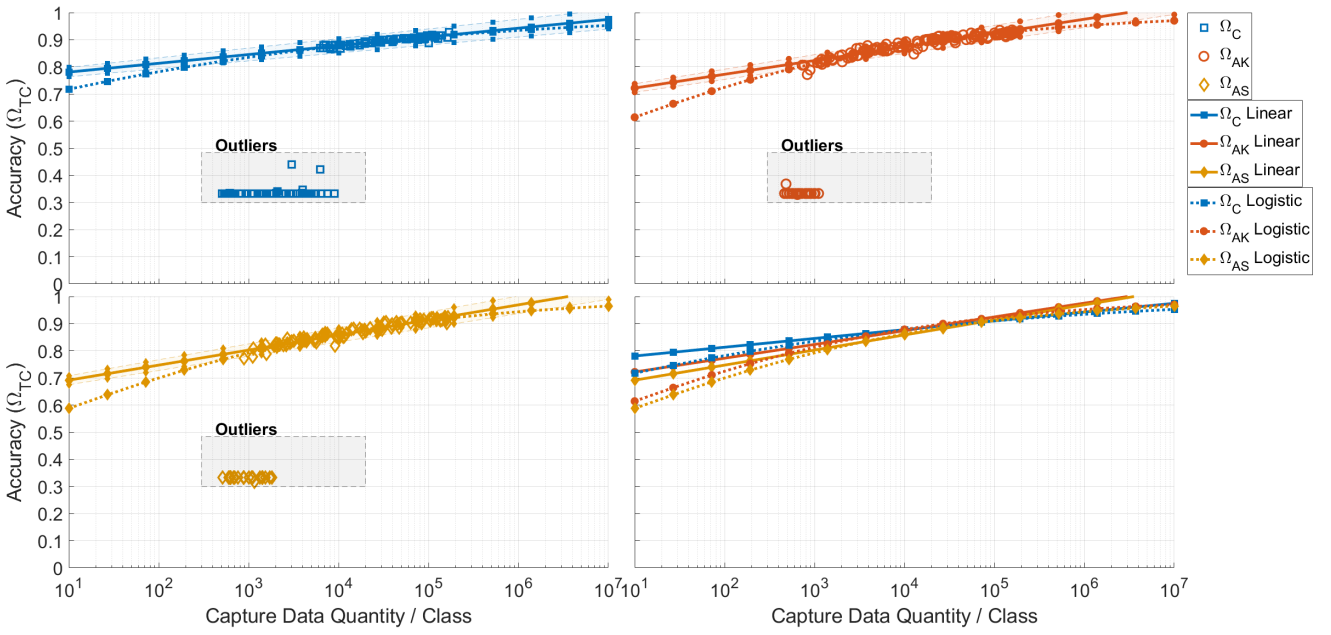 1
0.9
0.8
0.7
0.6
0.5
0.4
0.3
0.2
0.1
0
Accuracy (Ω_TC)
Outliers
Outliers
Ω_C
Ω_AK
Ω_AS
Ω_C Linear
Ω_AK Linear
Ω_AS Linear
Ω_C Logistic
Ω_AK Logistic
Ω_AS Logistic
1
0.9
0.8
0.7
0.6
0.5
0.4
0.3
0.2
0.1
0
Accuracy (Ω_TC)
Outliers
10^1 10^2 10^3 10^4 10^5 10^6 10^7
Capture Data Quantity / Class
10^1 10^2 10^3 10^4 10^5 10^6 10^7
Capture Data Quantity / Class